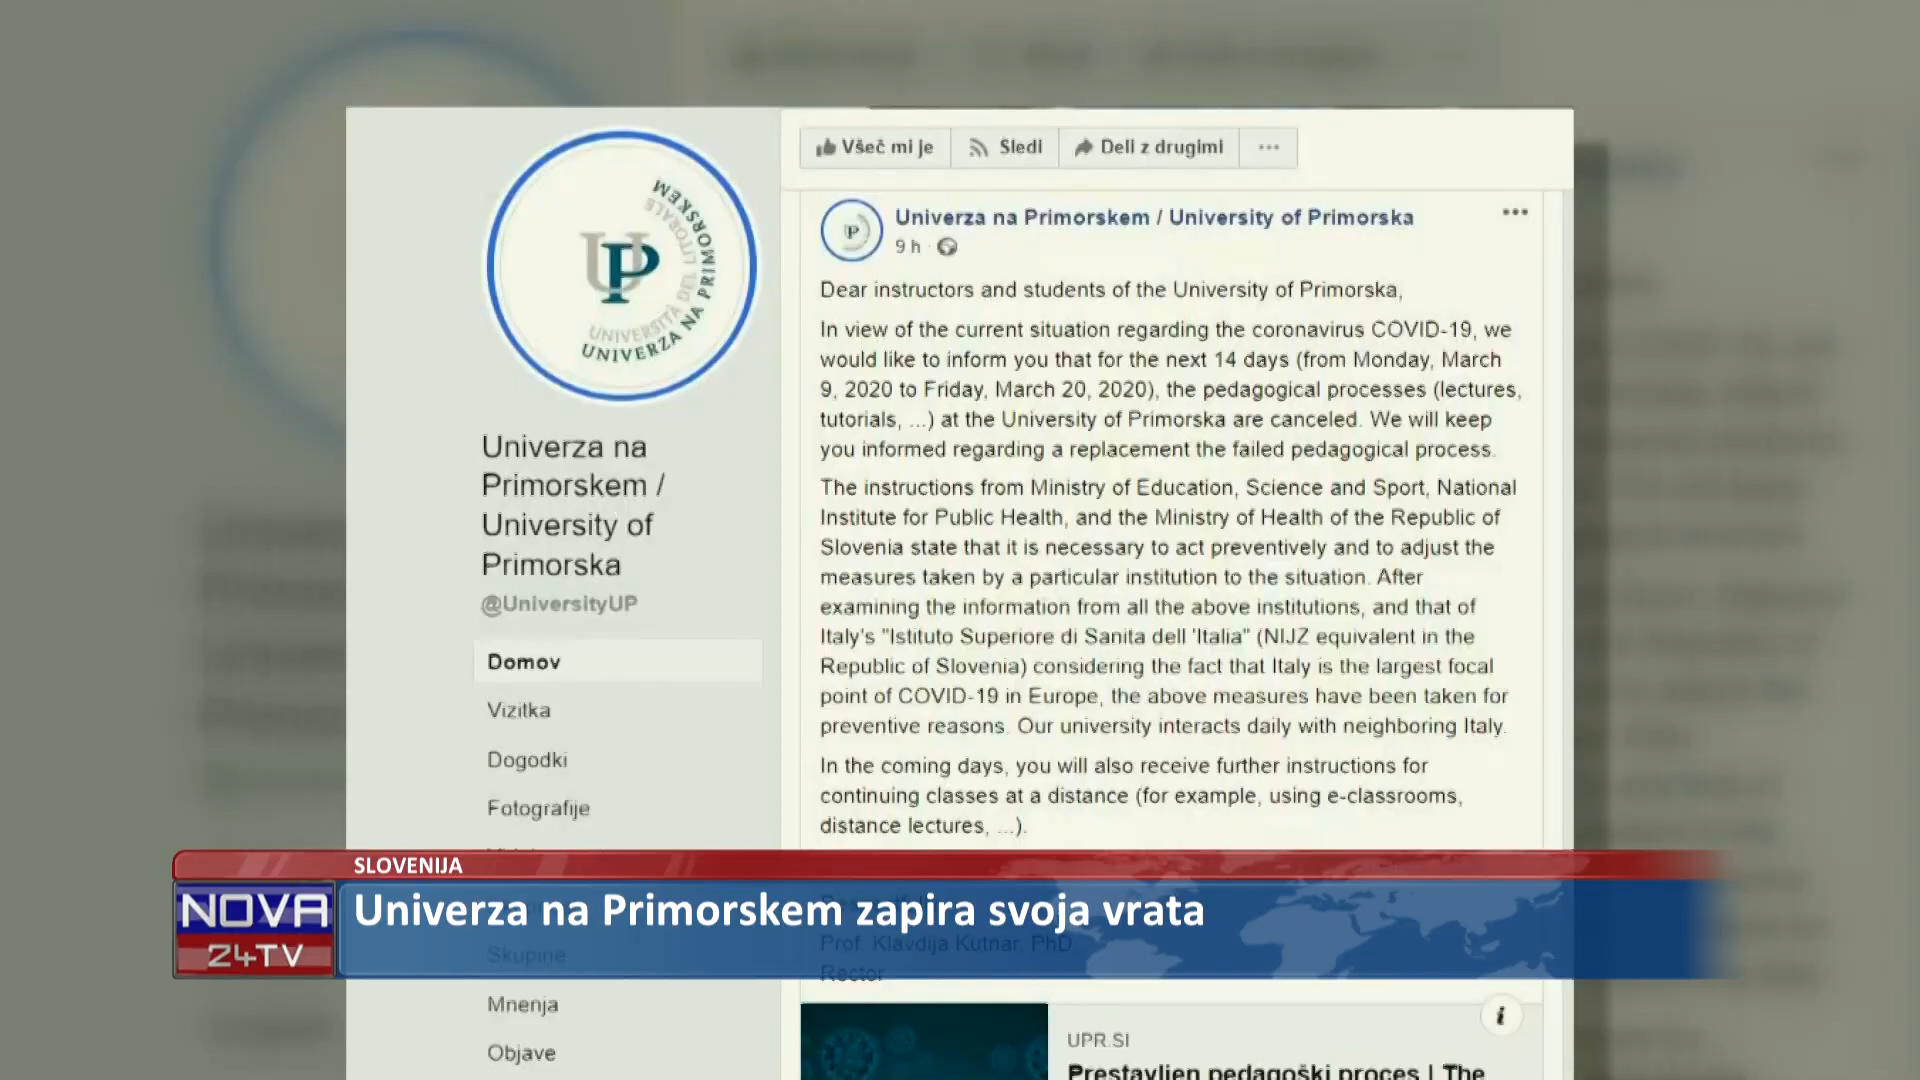 UNIVERZA NA PRIMORSKEM
UNIVERSITÀ DEL LITORALE
UP
Univerza na
Primorskem /
University of
Primorska
@UniversityUP
Domov
Vizitka
Dogodki
Fotografije
Skupine
Mnenja
Objave
Všeč mi je
Sledi
Deli z drugimi
...
Univerza na Primorskem / University of Primorska
9 h
Dear instructors and students of the University of Primorska,
In view of the current situation regarding the coronavirus COVID-19, we
would like to inform you that for the next 14 days (from Monday, March
9, 2020 to Friday, March 20, 2020), the pedagogical processes (lectures,
tutorials, ...) at the University of Primorska are canceled. We will keep
you informed regarding a replacement the failed pedagogical process.
The instructions from Ministry of Education, Science and Sport, National
Institute for Public Health, and the Ministry of Health of the Republic of
Slovenia state that it is necessary to act preventively and to adjust the
measures taken by a particular institution to the situation. After
examining the information from all the above institutions, and that of
Italy's "Istituto Superiore di Sanita dell 'Italia" (NIJZ equivalent in the
Republic of Slovenia) considering the fact that Italy is the largest focal
point of COVID-19 in Europe, the above measures have been taken for
preventive reasons. Our university interacts daily with neighboring Italy.
In the coming days, you will also receive further instructions for
continuing classes at a distance (for example, using e-classrooms,
distance lectures, ...).
Prof. Klavdija Kutnar, PhD
Rector
UPR.SI
Prestavljen pedagoški proces | The
SLOVENIJA
Univerza na Primorskem zapira svoja vrata
NOVA
24TV